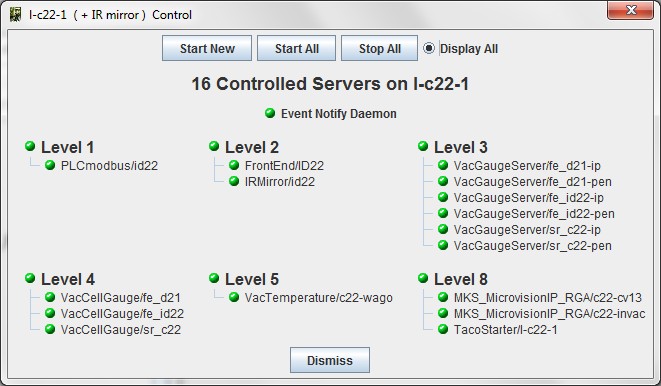 l-c22-1  ( + IR mirror )  Control
Start New
Start All
Stop All
Display All
16 Controlled Servers on l-c22-1
Event Notify Daemon
Level 1
PLCmodbus/id22
Level 2
FrontEnd/ID22
IRMirror/id22
Level 3
VacGaugeServer/fe_d21-ip
VacGaugeServer/fe_d21-pen
VacGaugeServer/fe_id22-ip
VacGaugeServer/fe_id22-pen
VacGaugeServer/sr_c22-ip
VacGaugeServer/sr_c22-pen
Level 4
VacCellGauge/fe_d21
VacCellGauge/fe_id22
VacCellGauge/sr_c22
Level 5
VacTemperature/c22-wago
Level 8
MKS_MicrovisionIP_RGA/c22-cv13
MKS_MicrovisionIP_RGA/c22-invac
TacoStarter/l-c22-1
Dismiss